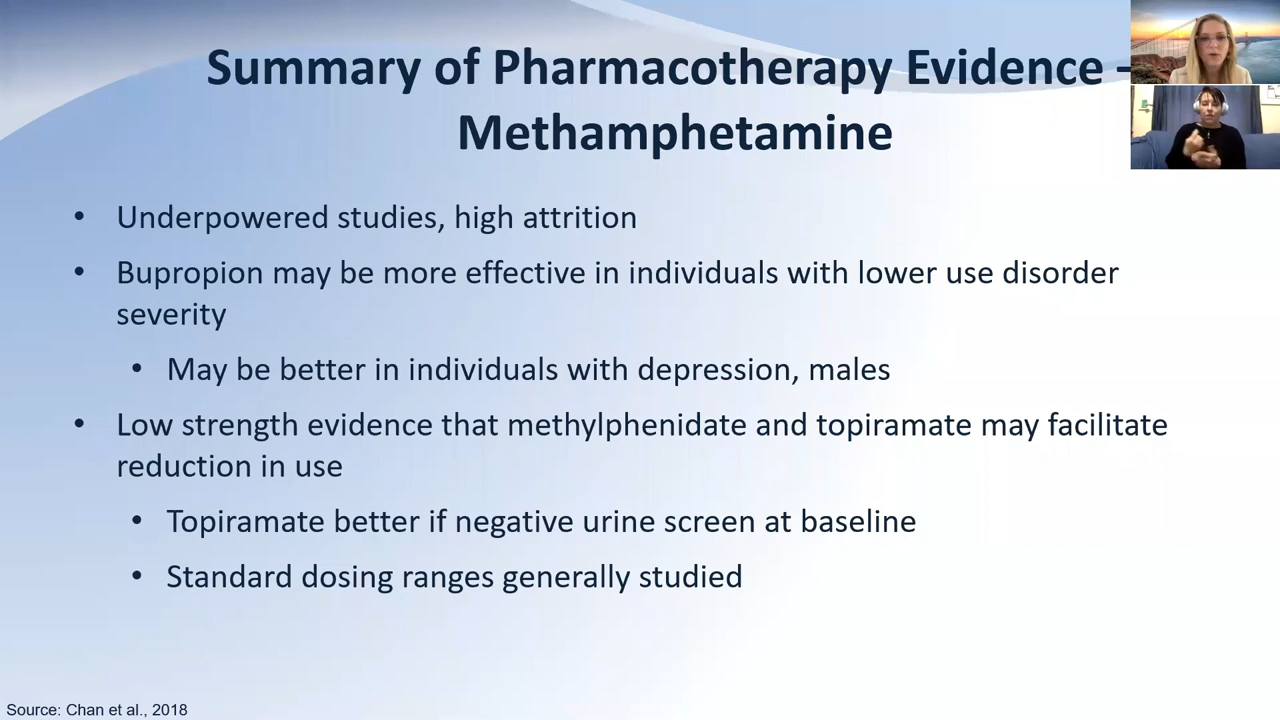 Summary of Pharmacotherapy Evidence -
Methamphetamine
• Underpowered studies, high attrition
• Bupropion may be more effective in individuals with lower use disorder
severity
• May be better in individuals with depression, males
• Low strength evidence that methylphenidate and topiramate may facilitate
reduction in use
• Topiramate better if negative urine screen at baseline
• Standard dosing ranges generally studied
Source: Chan et al., 2018